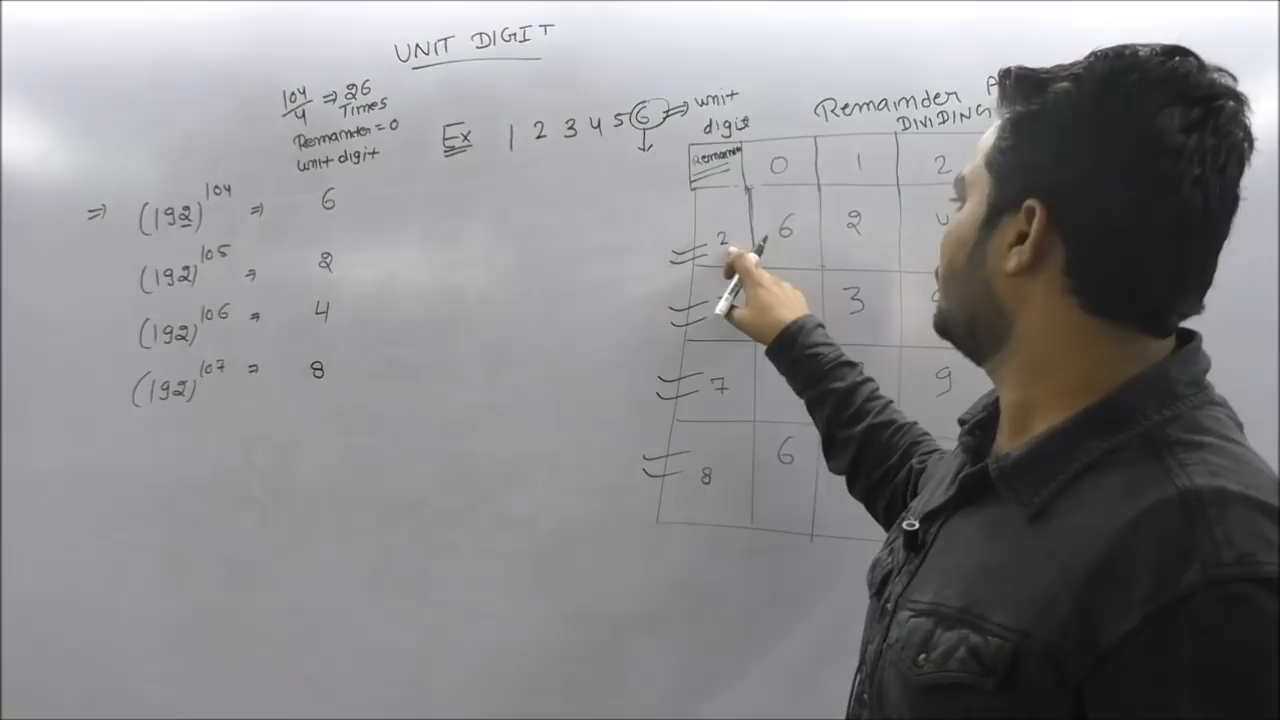 UNIT DIGIT
104/4 ⇒ 26
Times
Remainder = 0
unit digit
Ex 1 2 3 4 5 6 ⇒ unit
digit
⇒ (192)^104 ⇒ 6
(192)^105 ⇒ 2
(192)^106 ⇒ 4
(192)^107 ⇒ 8
Remainder A
DIVIDING
Remainder 0 1 2
2 6 2
3
7 9
8 6